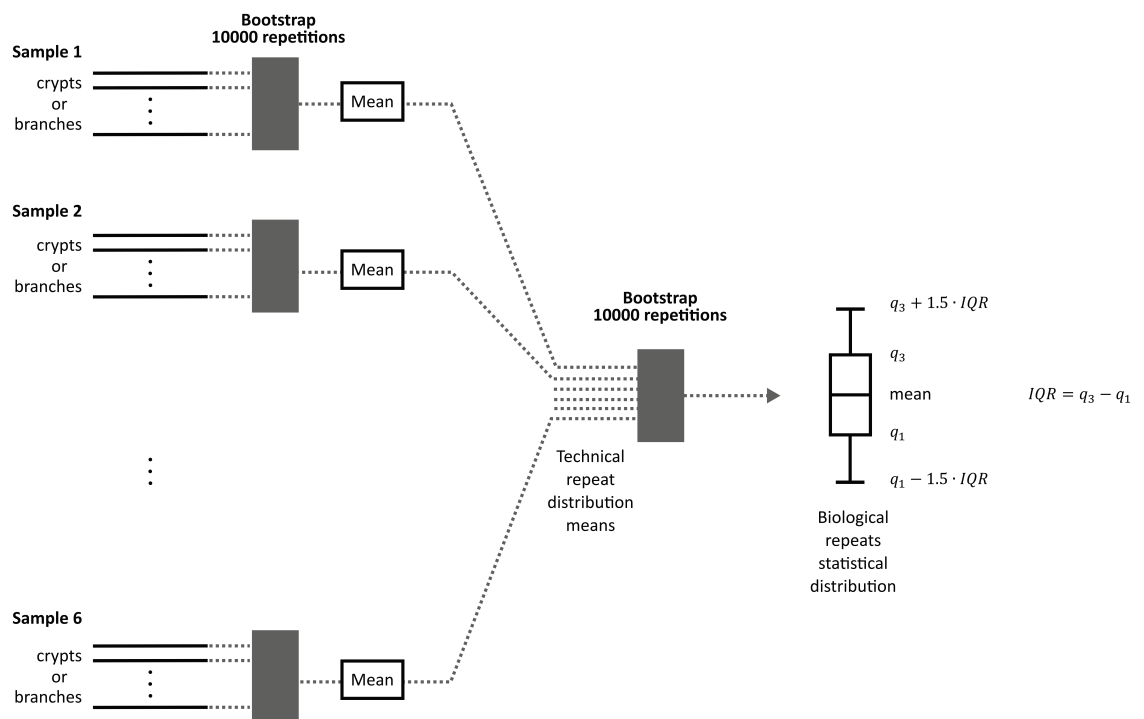 Bootstrap
10000 repetitions
Sample 1
crypts
or
branches
Mean
Sample 2
crypts
or
branches
Mean
Bootstrap
10000 repetitions
q₃ + 1.5 · IQR
q₃
mean
IQR = q₃ − q₁
q₁
q₁ − 1.5 · IQR
Technical
repeat
distribution
means
Biological
repeats
statistical
distribution
Sample 6
crypts
or
branches
Mean